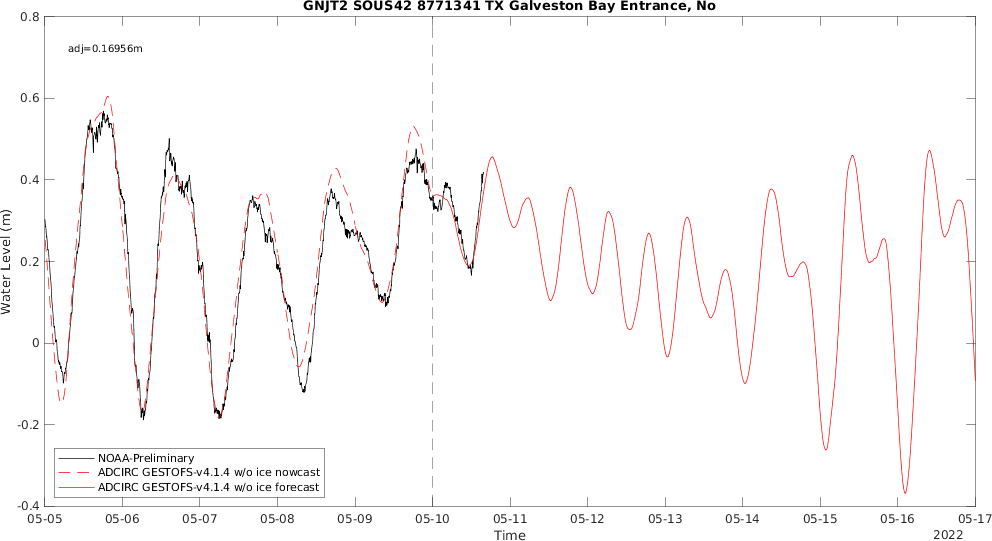 GNJT2 SOUS42 8771341 TX Galveston Bay Entrance, No
adj=0.16956m
0.8
0.6
0.4
0.2
0
-0.2
-0.4
Water Level (m)
NOAA-Preliminary
ADCIRC GESTOFS-v4.1.4 w/o ice nowcast
ADCIRC GESTOFS-v4.1.4 w/o ice forecast
05-05 05-06 05-07 05-08 05-09 05-10 05-11 05-12 05-13 05-14 05-15 05-16 05-17
Time
2022